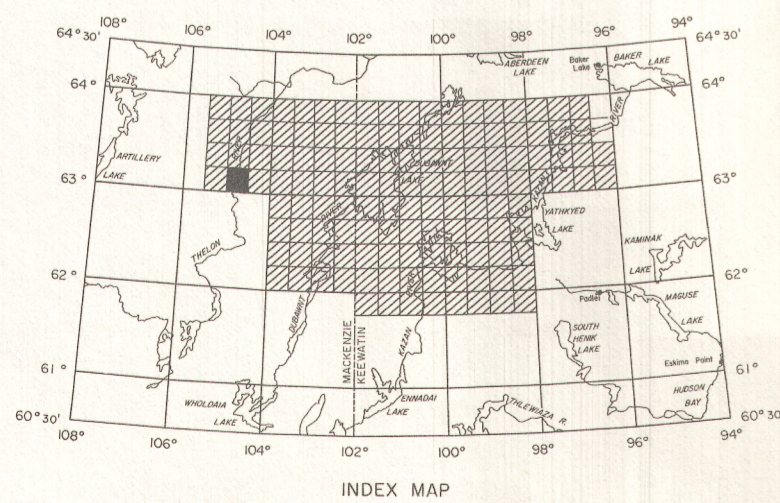 108° 106° 104° 102° 100° 98° 96° 94°
64° 30' 64° 30'
ABERDEEN
LAKE
Baker
Lake
BAKER LAKE
64° 64°
RIVER
ARTILLERY
LAKE
RIVER
DUBAWNT
LAKE
63° 63°
KAZAN
RIVER
YATHKYED
LAKE
THELON
KAMINAK
LAKE
62° 62°
RIVER
Padlei
MAGUSE
LAKE
DUBAWNT
MACKENZIE
KEEWATIN
KAZAN
SOUTH
HENIK
LAKE
Eskimo Point
61° 61°
WHOLDAIA
LAKE
ENNADAI
LAKE
THLEWIAZA R.
HUDSON
BAY
60° 30' 60° 30'
108° 106° 104° 102° 100° 98° 96° 94°
INDEX MAP